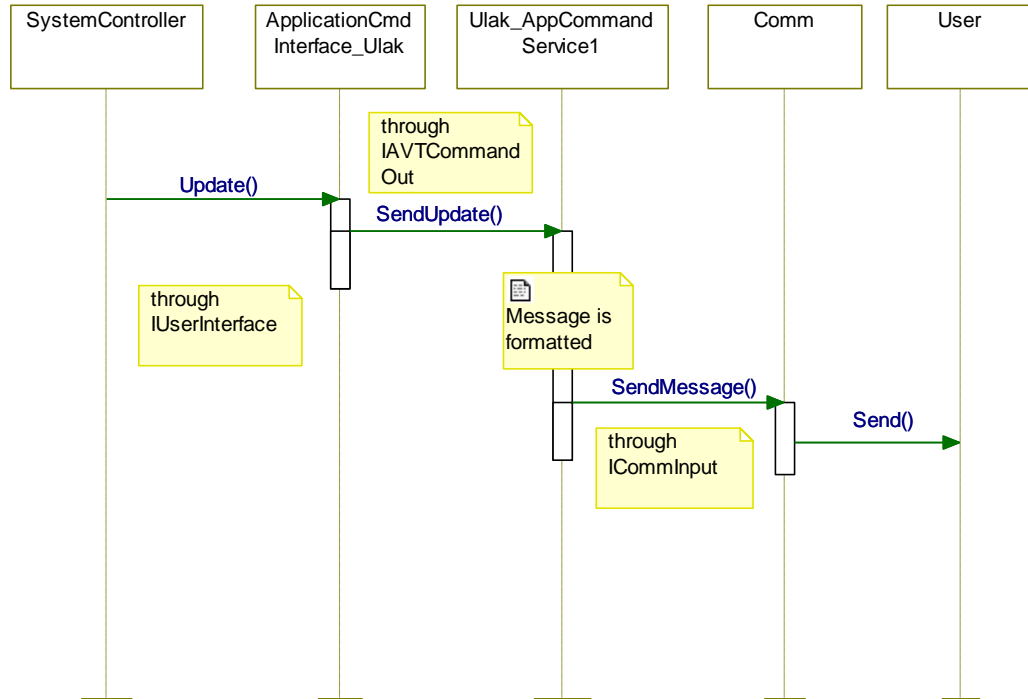 SystemController
ApplicationCmd
Interface_Ulak
Ulak_AppCommand
Service1
Comm
User
through
IAVTCommand
Out
Update()
SendUpdate()
through
IUserInterface
Message is
formatted
SendMessage()
Send()
through
ICommInput